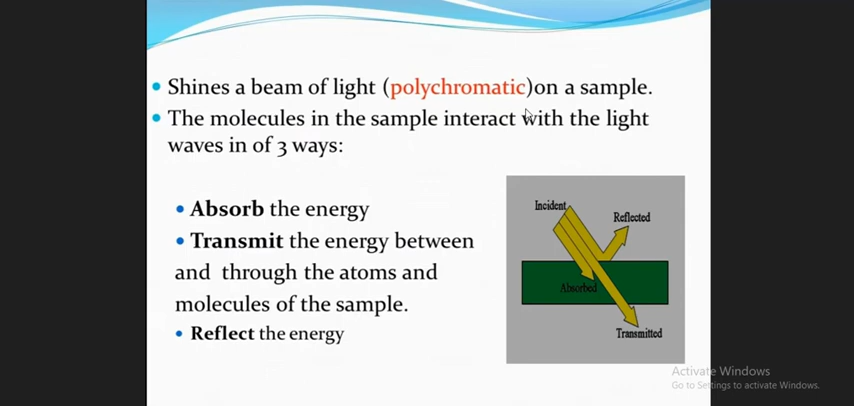 Shines a beam of light (polychromatic)on a sample.
The molecules in the sample interact with the light
waves in of 3 ways:
Absorb the energy
Transmit the energy between
and through the atoms and
molecules of the sample.
Reflect the energy
Incident
Reflected
Absorbed
Transmitted
Activate Windows
Go to Settings to activate Windows.